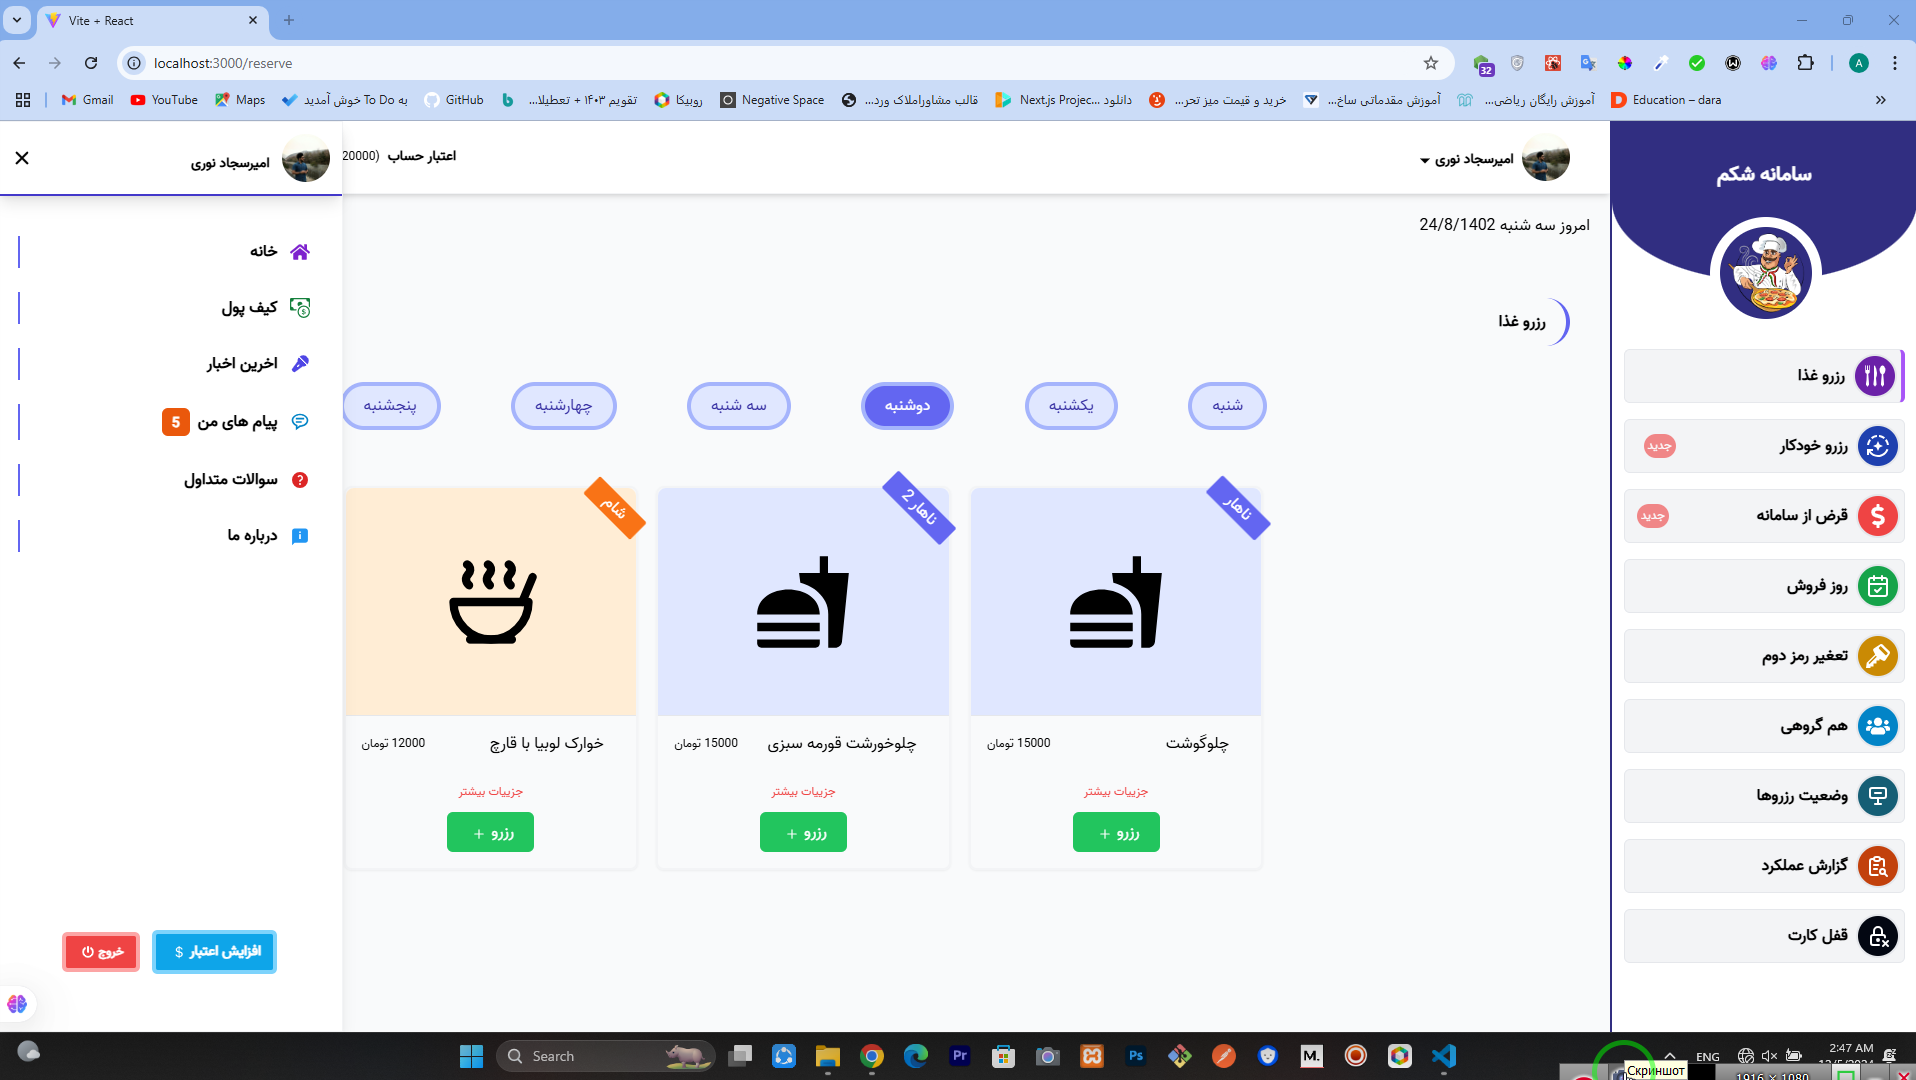 Vite + React
localhost:3000/reserve
32
A
Gmail
YouTube
Maps
به To Do خوش آمدید
GitHub
تقویم ۱۴۰۳ + تعطیلا...
روبیکا
Negative Space
قالب مشاوراملاک ورد...
دانلود Next.js Projec...
خرید و قیمت میز تحر...
آموزش مقدماتی ساخ...
آموزش رایگان ریاضی...
Education – dara
سامانه شکم
رزرو غذا
رزرو خودکار
جدید
قرض از سامانه
جدید
روز فروش
تعغیر رمز دوم
هم گروهی
وضعیت رزروها
گزارش عملکرد
قفل کارت
امیرسجاد نوری
اعتبار حساب (20000
امروز سه شنبه 24/8/1402
رزرو غذا
شنبه
یکشنبه
دوشنبه
سه شنبه
چهارشنبه
پنجشنبه
ناهار
چلوگوشت
15000 تومان
جزییات بیشتر
رزرو +
ناهار 2
چلوخورشت قورمه سبزی
15000 تومان
جزییات بیشتر
رزرو +
شام
خوارک لوبیا با قارچ
12000 تومان
جزییات بیشتر
رزرو +
امیرسجاد نوری
خانه
کیف پول
اخرین اخبار
پیام های من
5
سوالات متداول
درباره ما
افزایش اعتبار $
خروج
Search
Pr
Ps
M.
ENG
2:47 AM
Скриншот
1916 × 1080